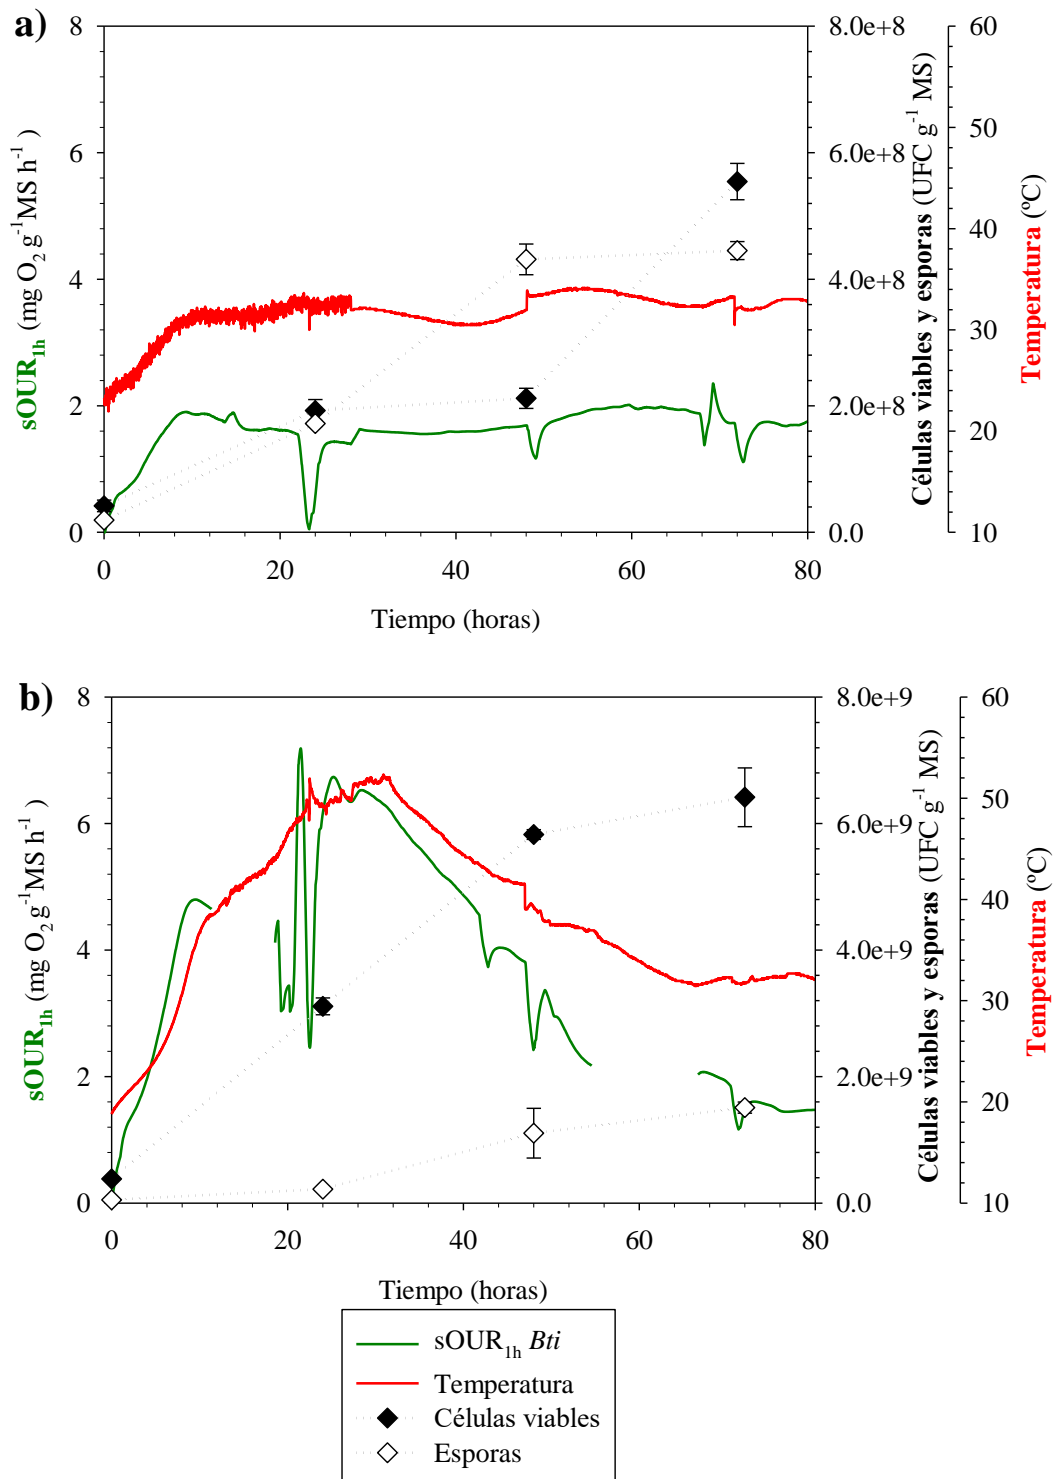 a)
8
6
4
2
0
sOUR1h (mg O2 g-1MS h-1 )
8.0e+8
6.0e+8
4.0e+8
2.0e+8
0.0
Células viables y esporas (UFC g-1 MS)
60
50
40
30
20
10
Temperatura (ºC)
0 20 40 60 80
Tiempo (horas)
b)
8
6
4
2
0
sOUR1h (mg O2 g-1MS h-1)
8.0e+9
6.0e+9
4.0e+9
2.0e+9
0.0
Células viables y esporas (UFC g-1 MS)
60
50
40
30
20
10
Temperatura (ºC)
0 20 40 60 80
Tiempo (horas)
sOUR1h Bti
Temperatura
Células viables
Esporas